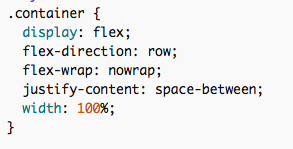 .container {
  display: flex;
  flex-direction: row;
  flex-wrap: nowrap;
  justify-content: space-between;
  width: 100%;
}